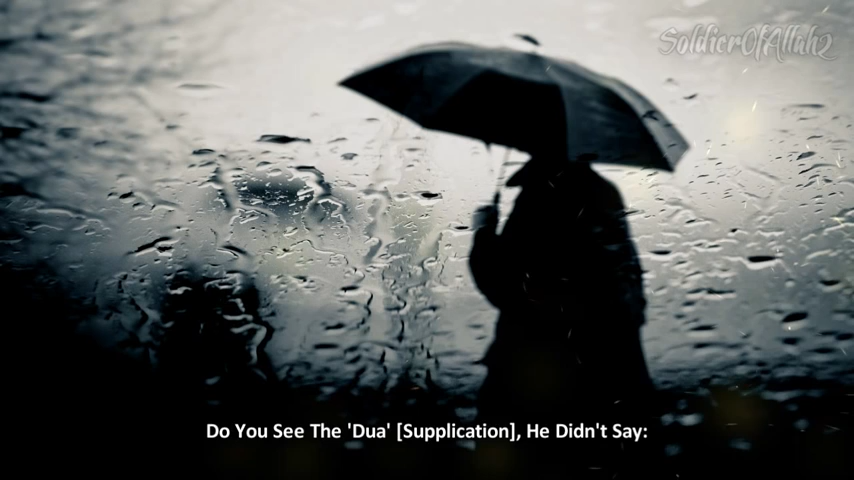 SoldierOfAllah2
Do You See The 'Dua' [Supplication], He Didn't Say: